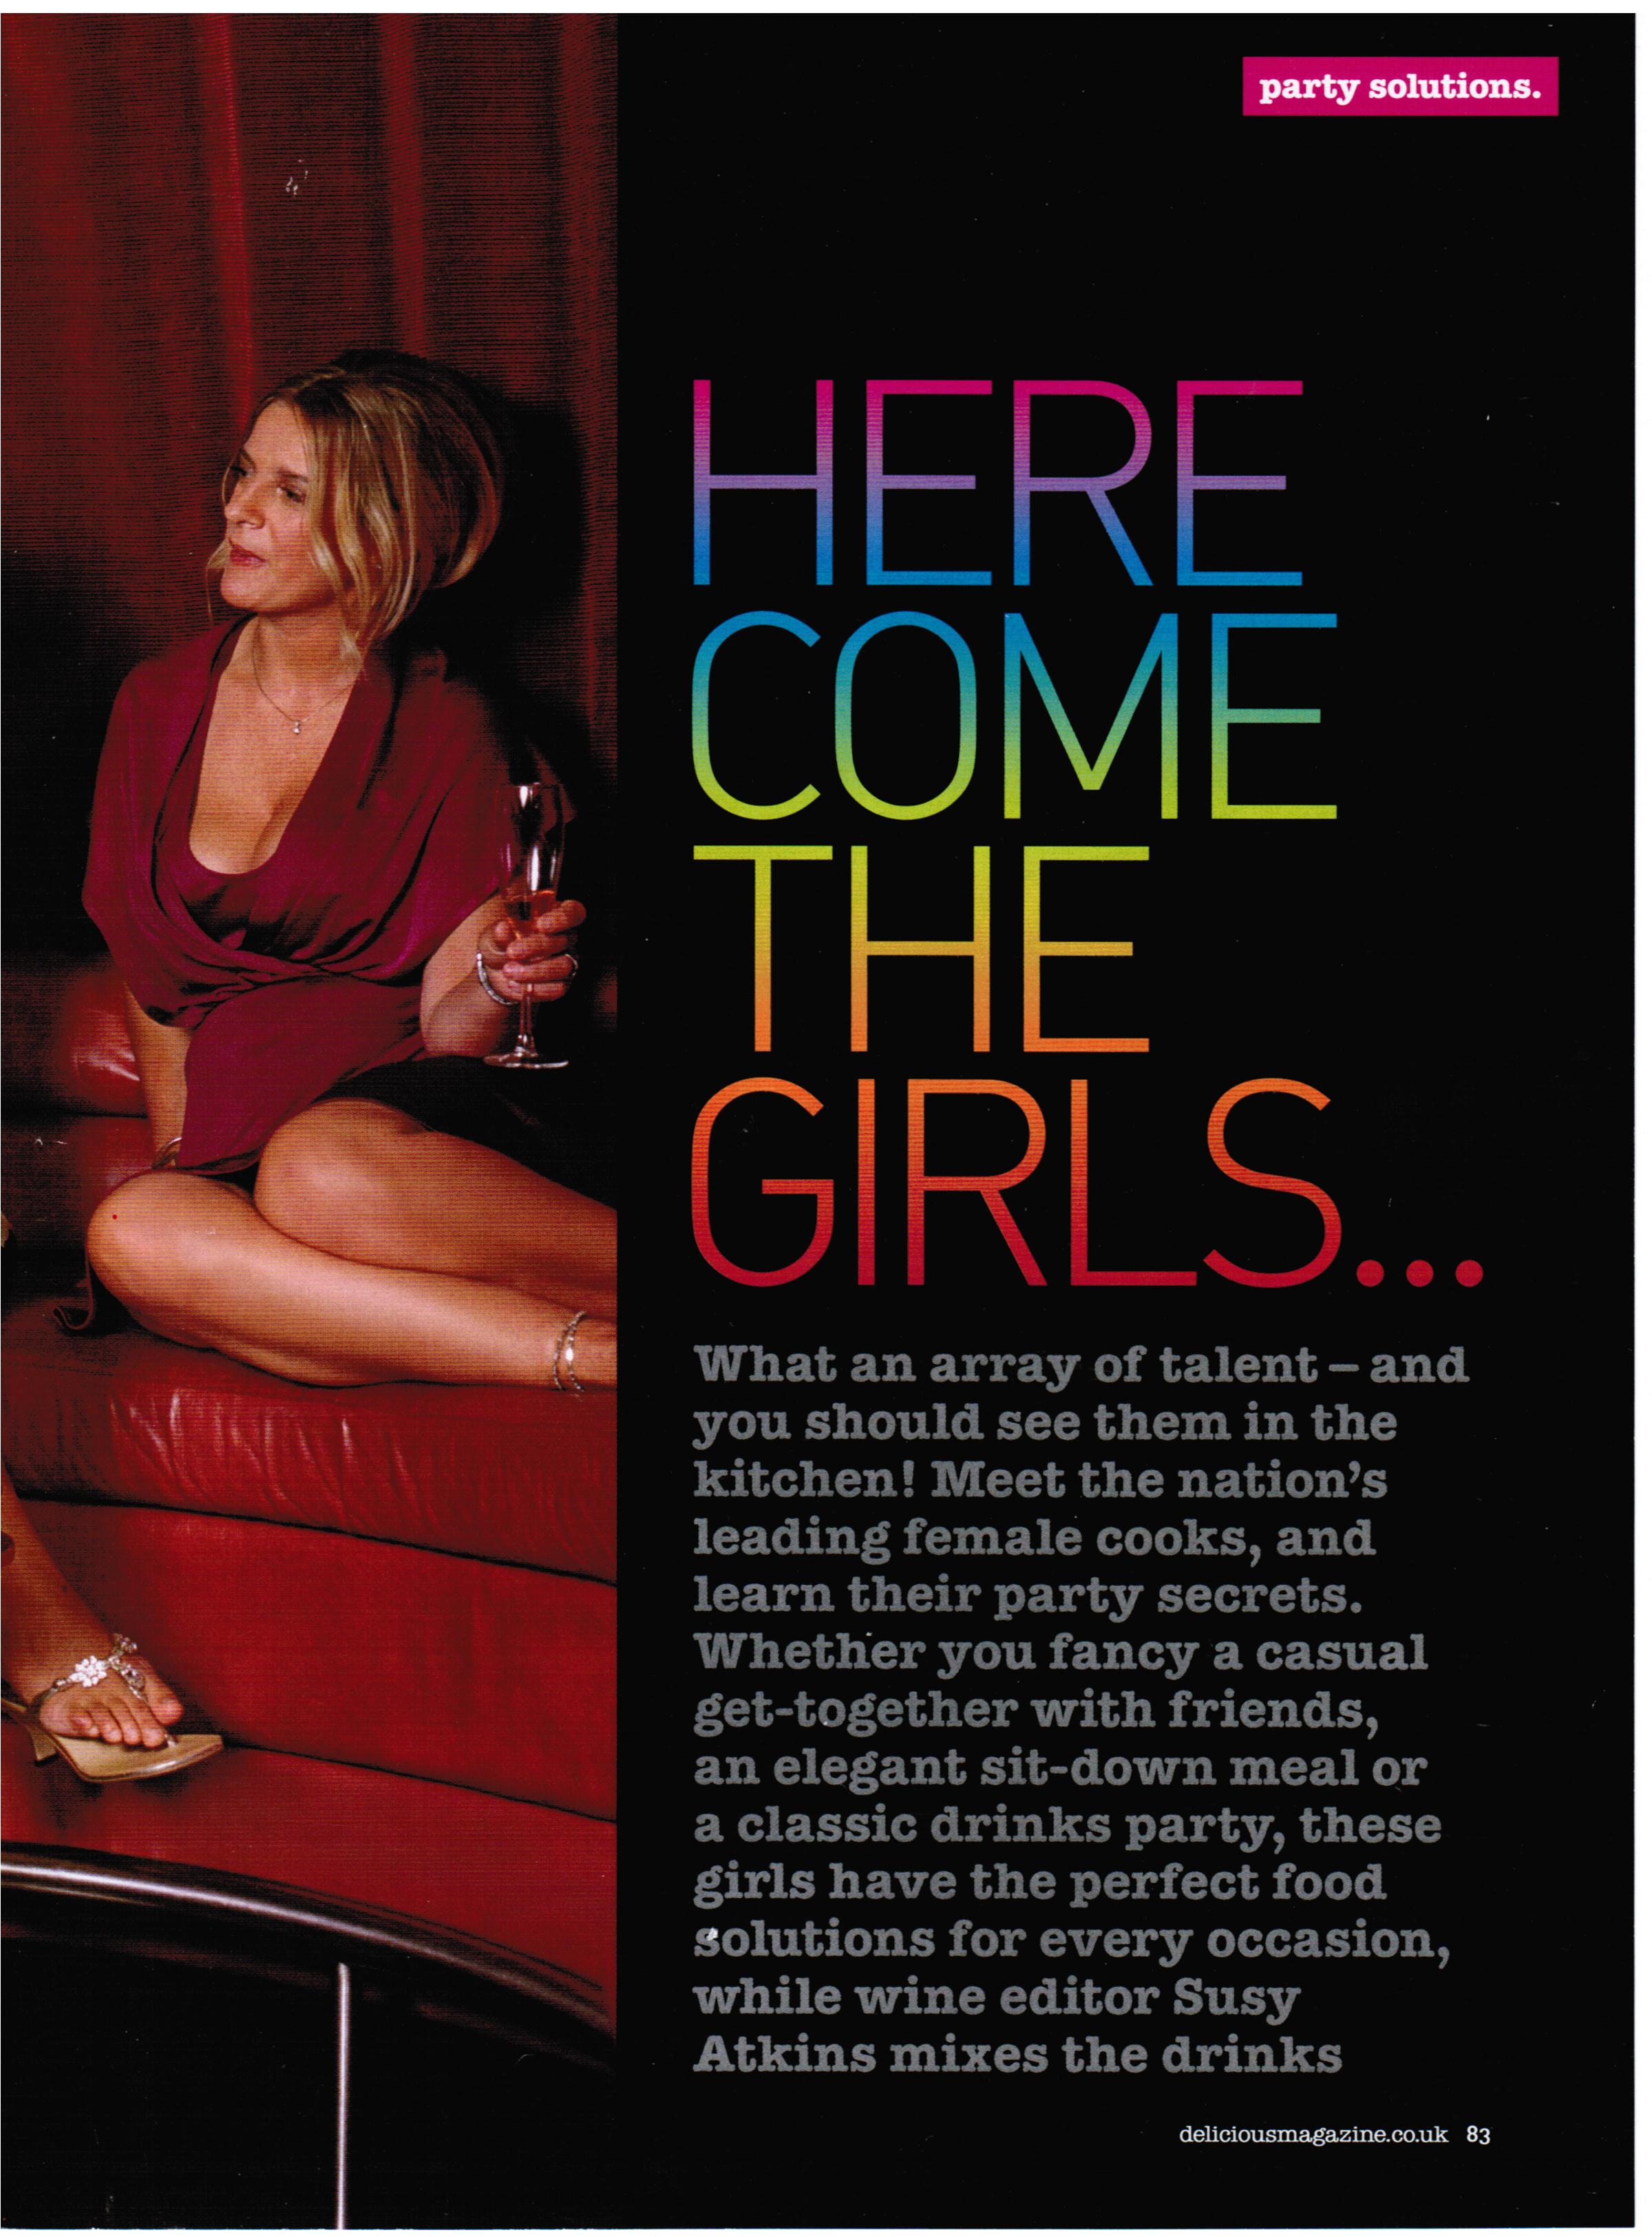 party solutions.
HERE
COME
THE
GIRLS...
What an array of talent – and
you should see them in the
kitchen! Meet the nation's
leading female cooks, and
learn their party secrets.
Whether you fancy a casual
get-together with friends,
an elegant sit-down meal or
a classic drinks party, these
girls have the perfect food
solutions for every occasion,
while wine editor Susy
Atkins mixes the drinks
deliciousmagazine.co.uk 83